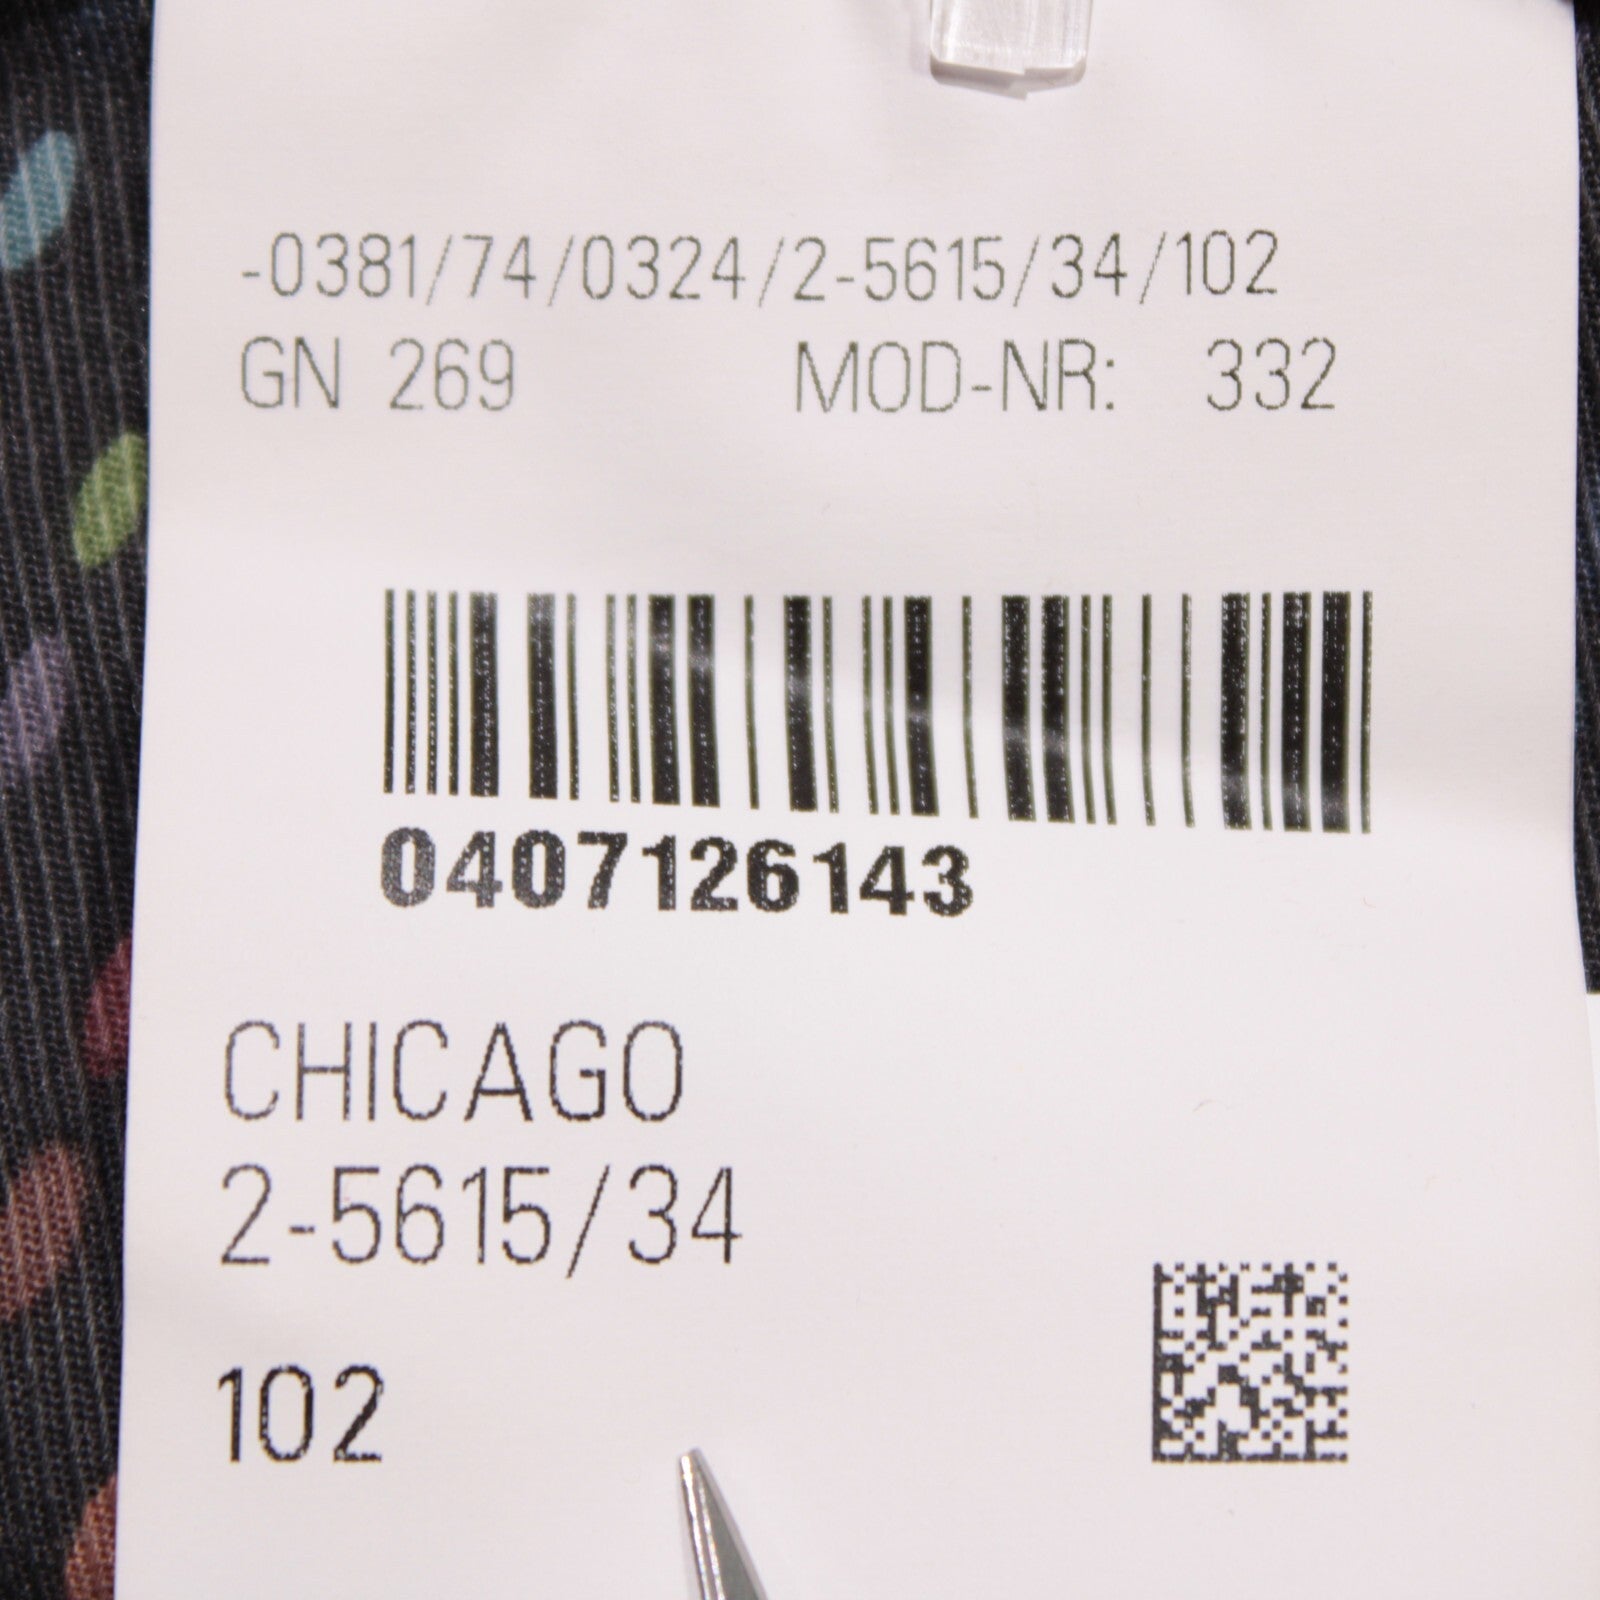 -0381/74/0324/2-5615/34/102
GN 269 MOD-NR: 332
0407126143
CHICAGO
2-5615/34
102